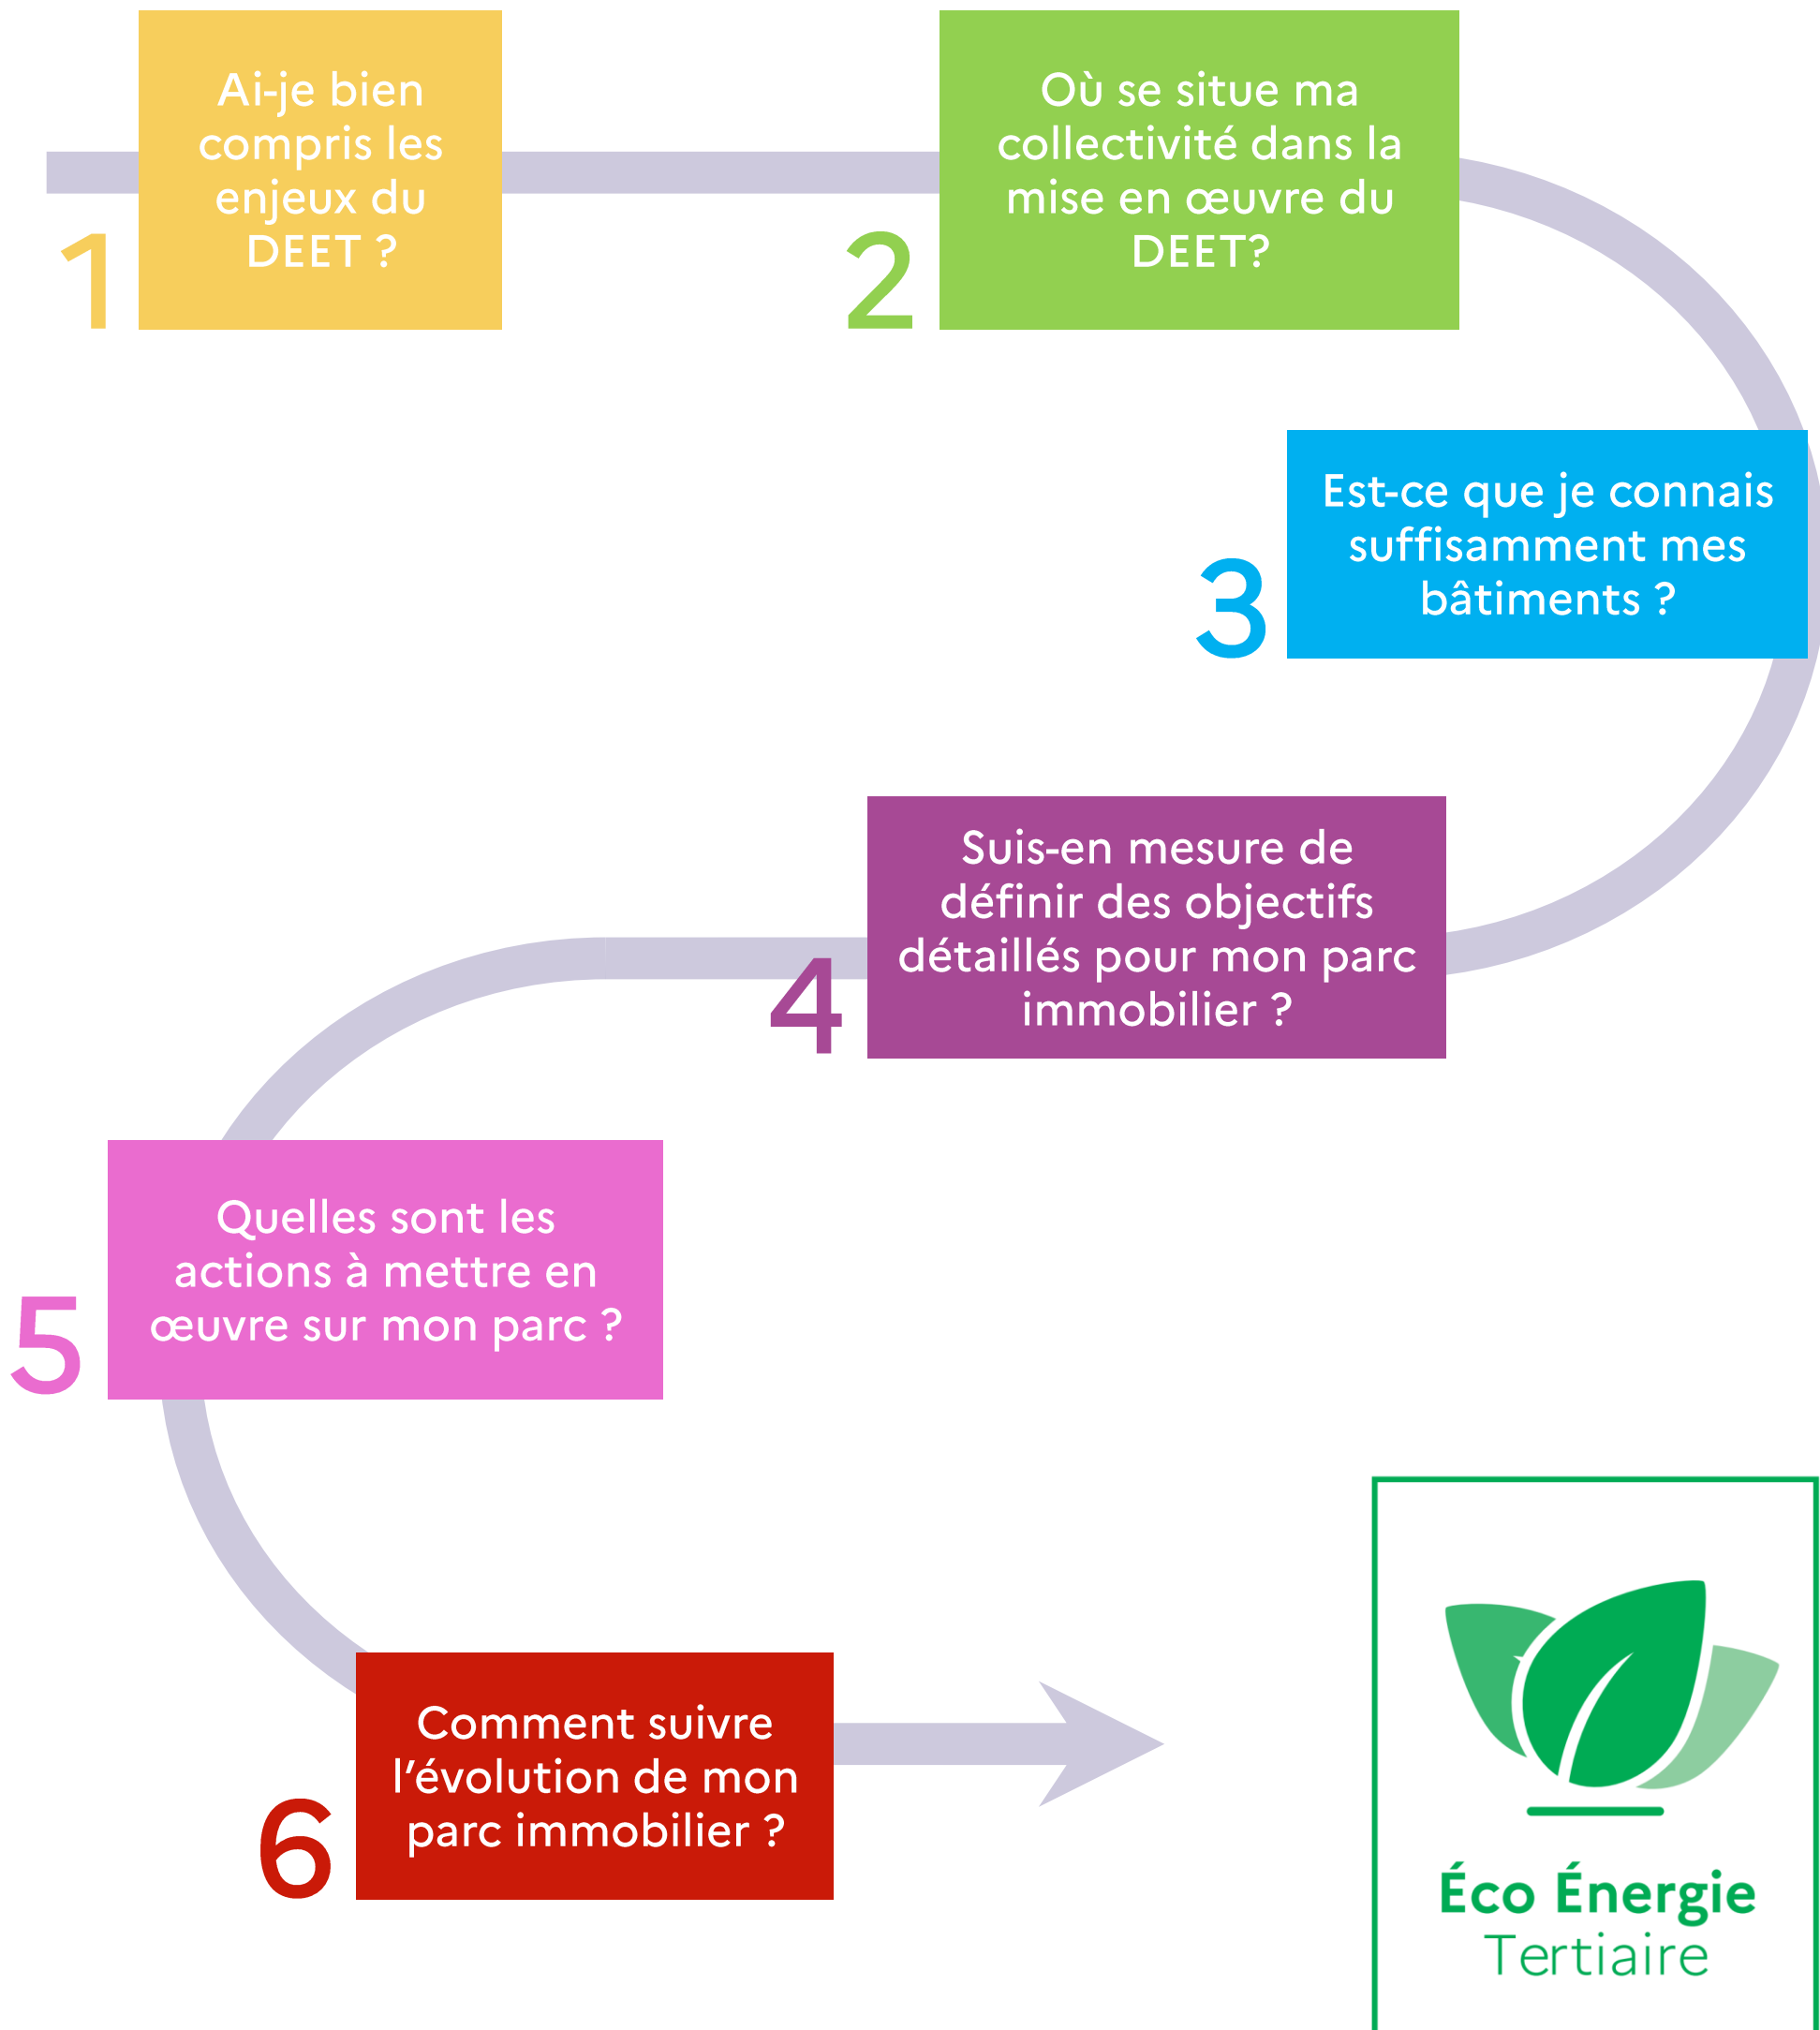 1
Ai-je bien
compris les
enjeux du
DEET ?
2
Où se situe ma
collectivité dans la
mise en œuvre du
DEET?
3
Est-ce que je connais
suffisamment mes
bâtiments ?
4
Suis-en mesure de
définir des objectifs
détaillés pour mon parc
immobilier ?
5
Quelles sont les
actions à mettre en
œuvre sur mon parc ?
6
Comment suivre
l'évolution de mon
parc immobilier ?
Éco Énergie
Tertiaire